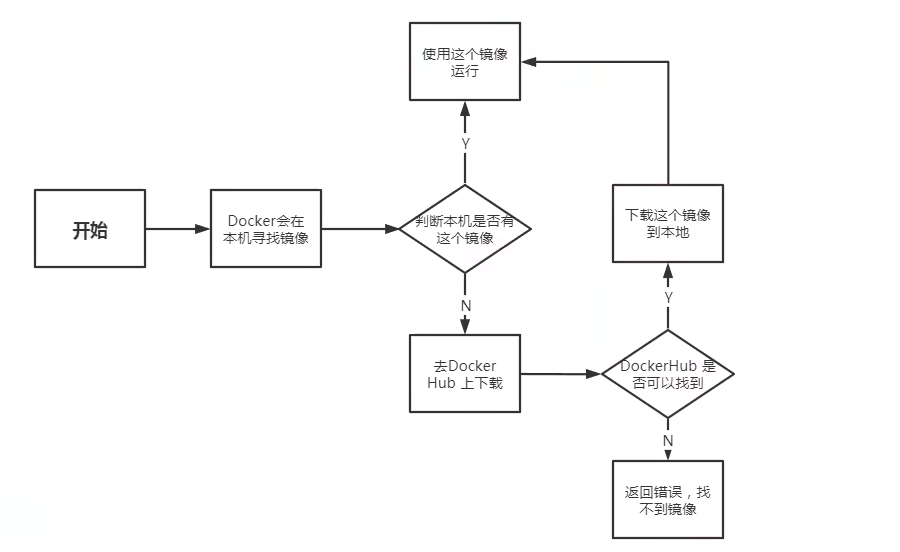 使用这个镜像
运行
Y
开始
Docker会在
本机寻找镜像
判断本机是否有
这个镜像
下载这个镜像
到本地
N
Y
去Docker
Hub 上下载
DockerHub 是
否可以找到
N
返回错误，找
不到镜像